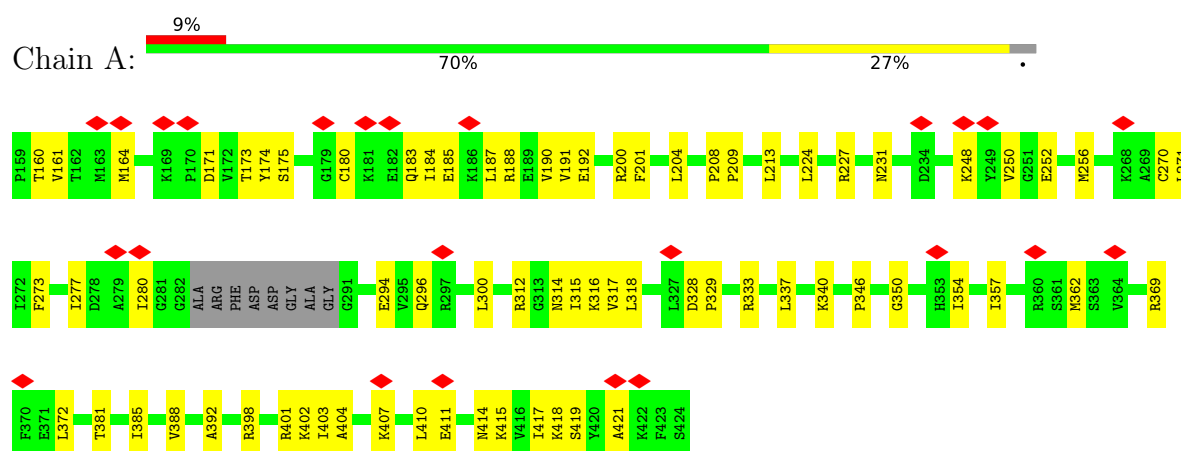 9%
Chain A:
70% 27% •
P159 T160 V161 T162 M163 M164 K169 P170 D171 V172 T173 Y174 S175 G179 C180 K181 E182 Q183 I184 E185 K186 L187 R188 E189 V190 V191 E192 R200 F201 L204 P208 P209 L213 L224 R227 N231 D234 K248 Y249 V250 G251 E252 M256 K268 A269 C270
I272 F273 I277 D278 A279 I280 G281 G282 ALA ARG PHE ASP ASP GLY ALA GLY G291 E294 V295 Q296 R297 L300 R312 G313 N314 I315 K316 V317 L318 L327 D328 P329 R333 L337 K340 P346 G350 H353 I354 I357 R360 S361 M362 S363 V364 R369
F370 E371 L372 T381 I385 V388 A392 R398 R401 K402 I403 A404 K407 L410 E411 N414 K415 V416 I417 K418 S419 Y420 A421 K422 F423 S424